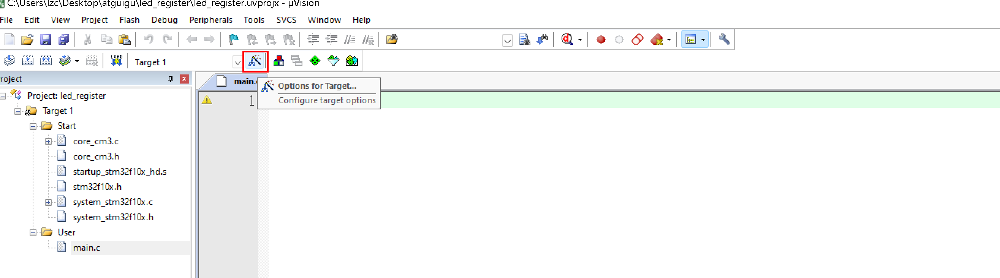 C:\Users\lzc\Desktop\atguigu\led_register\led_register.uvprojx - µVision
File Edit View Project Flash Debug Peripherals Tools SVCS Window Help
LOAD
Target 1
roject
main.
Options for Target...
Configure target options
1
Project: led_register
Target 1
Start
core_cm3.c
core_cm3.h
startup_stm32f10x_hd.s
stm32f10x.h
system_stm32f10x.c
system_stm32f10x.h
User
main.c